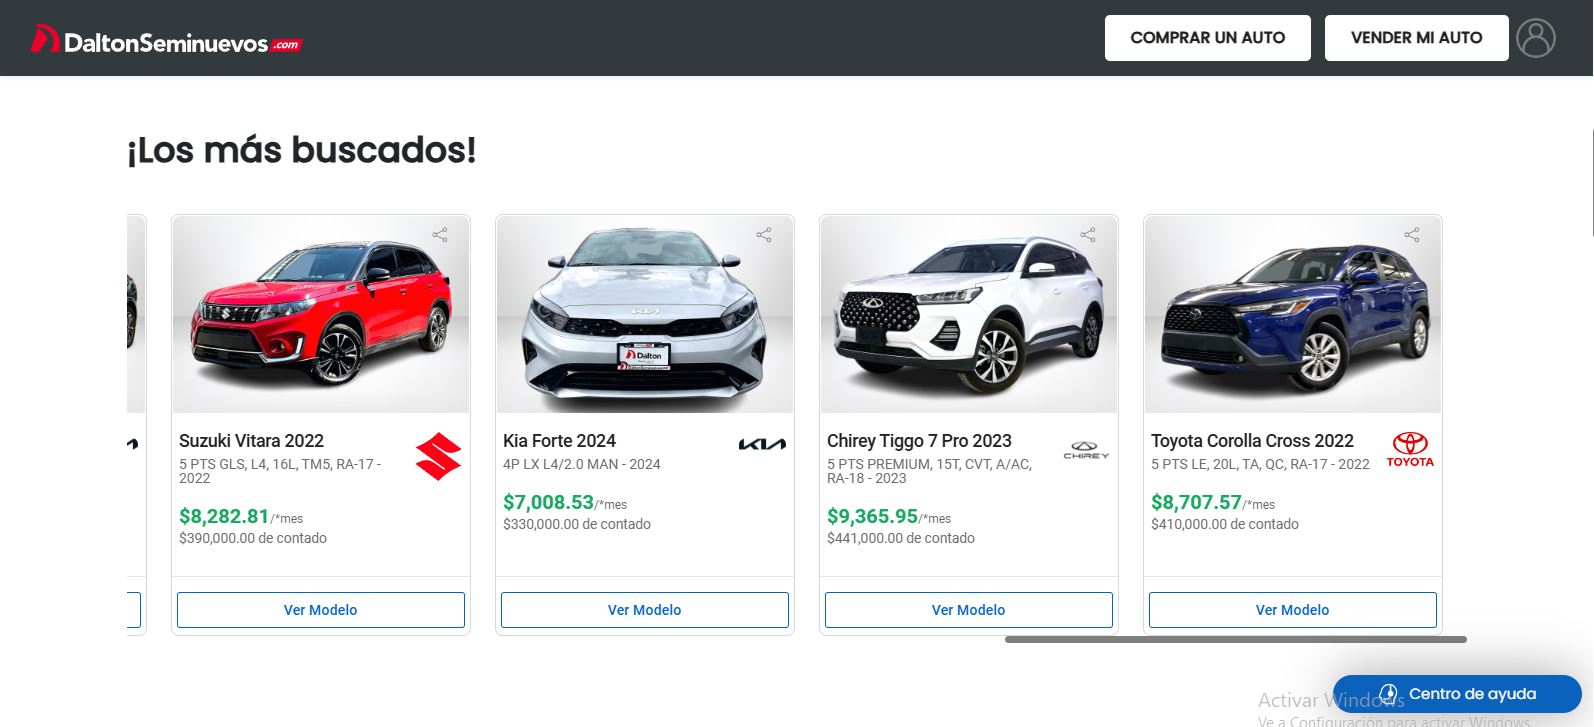 DaltonSeminuevos.com
COMPRAR UN AUTO
VENDER MI AUTO
¡Los más buscados!
KIA
Dalton
Suzuki Vitara 2022
5 PTS GLS, L4, 16L, TM5, RA-17 -
2022
$8,282.81/*mes
$390,000.00 de contado
Ver Modelo
Kia Forte 2024
KIA
4P LX L4/2.0 MAN - 2024
$7,008.53/*mes
$330,000.00 de contado
Ver Modelo
Chirey Tiggo 7 Pro 2023
CHIREY
5 PTS PREMIUM, 15T, CVT, A/AC,
RA-18 - 2023
$9,365.95/*mes
$441,000.00 de contado
Ver Modelo
Toyota Corolla Cross 2022
TOYOTA
5 PTS LE, 20L, TA, QC, RA-17 - 2022
$8,707.57/*mes
$410,000.00 de contado
Ver Modelo
Centro de ayuda
Activar Windows
Ve a Configuración para activar Windows.